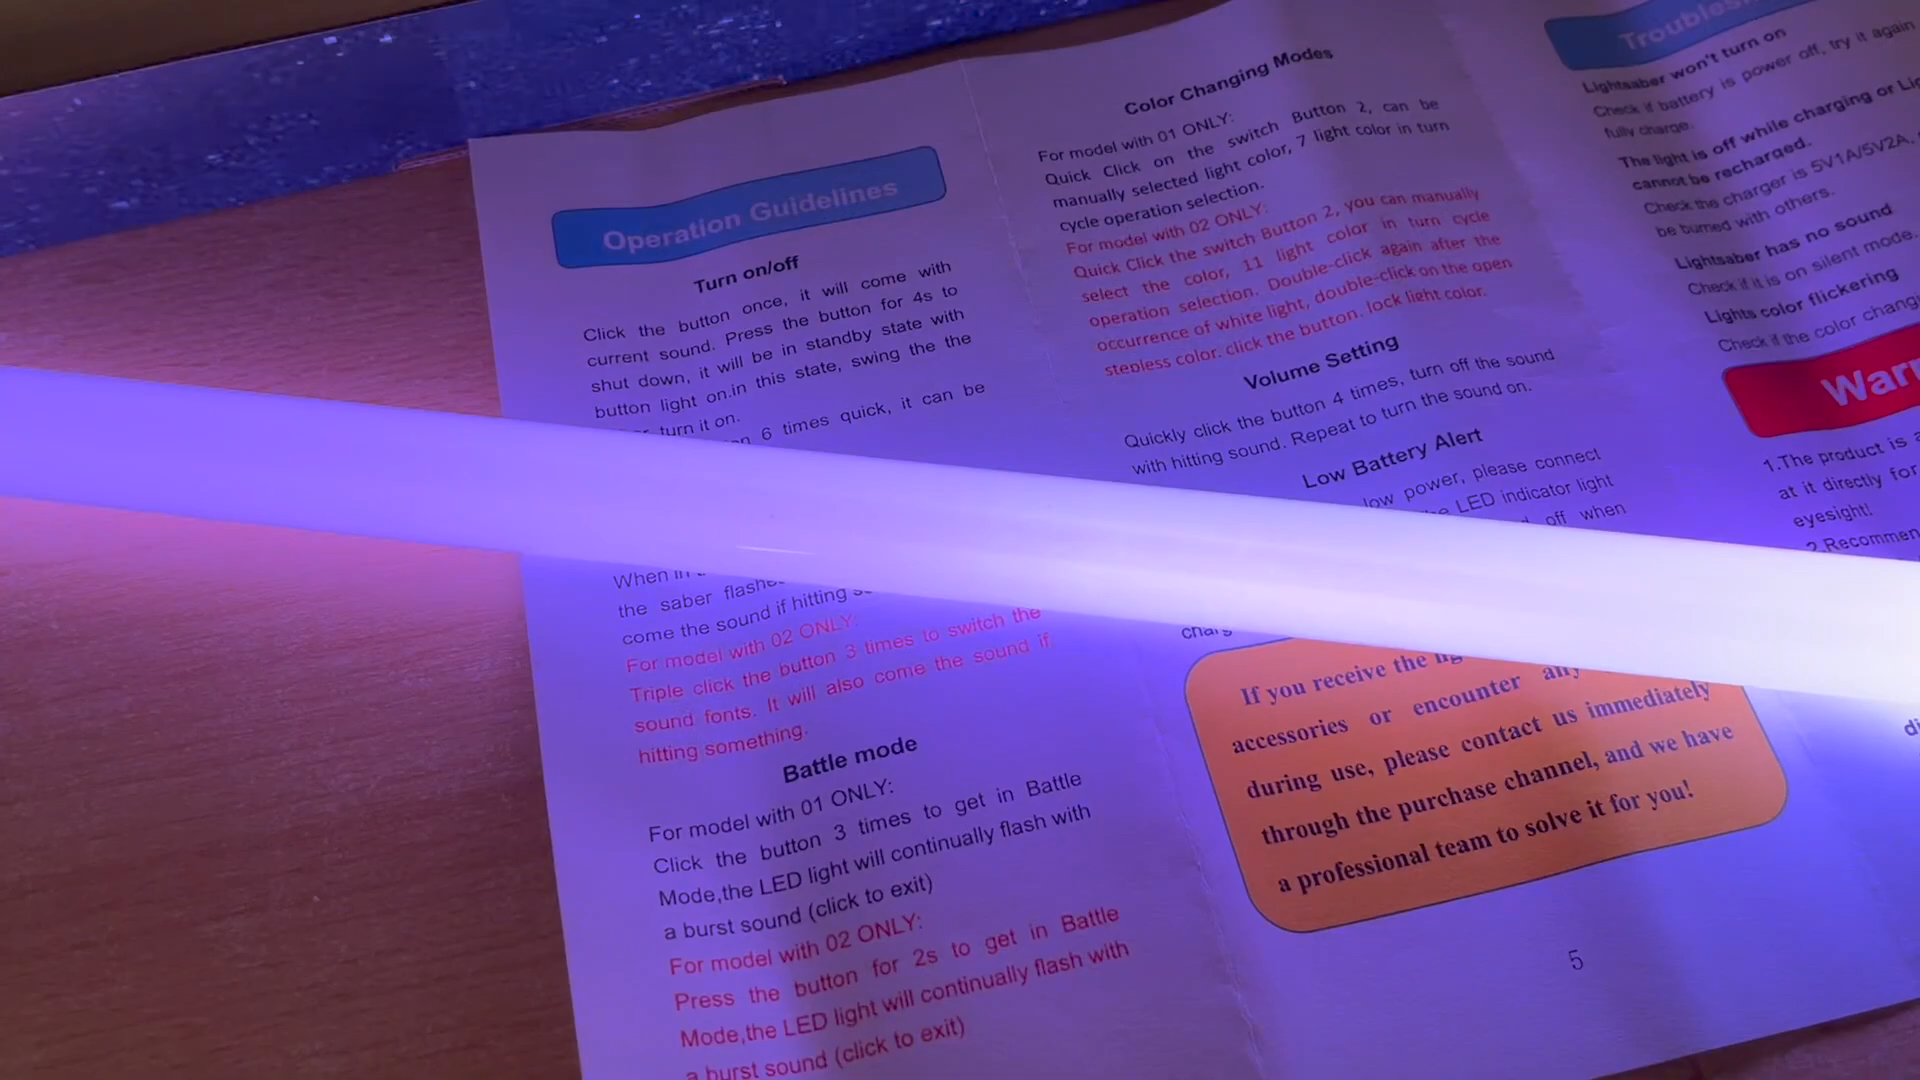 Operation Guidelines
Turn on/off
Click the button once, it will come with
current sound. Press the button for 4s to
shut down, it will be in standby state with
button light on.in this state, swing the the
turn it on.
6 times quick, it can be
When in
the saber
come the sound if hitting
For model with 02 ONLY:
Triple click the button 3 times to switch the
sound fonts. It will also come the sound if
hitting something.
Battle mode
For model with 01 ONLY:
Click the button 3 times to get in Battle
Mode,the LED light will continually flash with
a burst sound (click to exit)
For model with 02 ONLY:
Press the button for 2s to get in Battle
Mode,the LED light will continually flash with
a burst sound (click to exit)
Color Changing Modes
For model with 01 ONLY:
Quick Click on the switch Button 2, can be
manually selected light color, 7 light color in turn
cycle operation selection.
For model with 02 ONLY:
Quick Click the switch Button 2, you can manually
select the color, 11 light color in turn cycle
operation selection. Double-click again after the
occurrence of white light, double-click on the open
stepless color. click the button. lock light color.
Volume Setting
Quickly click the button 4 times, turn off the sound
with hitting sound. Repeat to turn the sound on.
Low Battery Alert
low power, please connect
LED indicator light
off when
If you receive the
accessories or encounter any
during use, please contact us immediately
through the purchase channel, and we have
a professional team to solve it for you!
5
Lightsaber won't turn on
Check if battery is power off, try it again
fully charge.
The light is off while charging or
cannot be recharged.
Check the charger is 5V1A/5V2A,
be burned with others.
Lightsaber has no sound
Check if it is on silent mode.
Lights color flickering
Check if the color
1.The product is
at it directly for
eyesight!